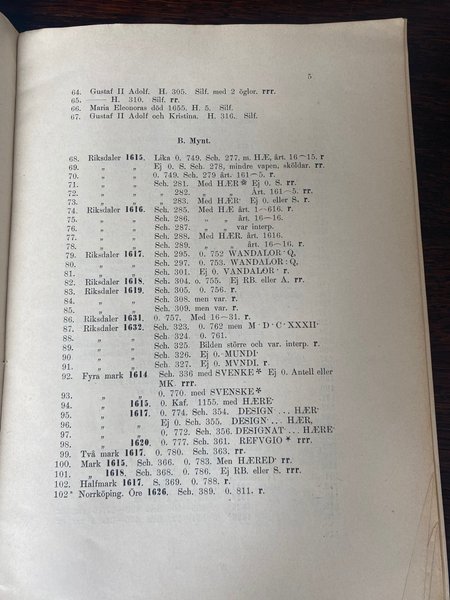 5
64. Gustaf II Adolf. H. 305. Silf. med 2 öglor. rrr.
65. —— H. 310. Silf. rr.
66. Maria Eleonoras död 1655. H. 5. Silf.
67. Gustaf II Adolf och Kristina. H. 316. Silf.
B. Mynt.
68. Riksdaler 1615. Lika 0. 749. Sch. 277. m. HÆ, årt. 16—15. r
69. „ „ Ej 0. S. Sch. 278, mindre vapen. sköldar. rr.
70. „ „ 0. 749. Sch. 279 årt. 161—5. r.
71. „ „ Sch. 281. Med HÆR* Ej 0. S. rr.
72. „ „ „ 282. „ „ Årt. 161—5. rr.
73. „ „ „ 283. Med HÆR· Ej 0. eller S. r.
74. Riksdaler 1616. Sch. 285. Med HÆ årt. 1—616. r.
75. „ „ Sch. 286. „ „ årt. 16—16.
76. „ „ Sch. 287. „ „ var interp.
77. „ „ Sch. 288. Med HÆR. årt. 1616.
78. „ „ Sch. 289. „ „ årt. 16—16. r.
79. Riksdaler 1617. Sch. 295. 0. 752 WANDALOR·Q,
80. „ „ Sch. 297. 0. 753. WANDALOR·Q,
81. „ „ Sch. 301. Ej 0. VANDALOR· r.
82. Riksdaler 1618. Sch. 304. o. 755. Ej RB. eller A. rr.
83. Riksdaler 1619. Sch. 305. 0. 756. r.
84. „ „ Sch. 308. men var. r.
85. „ „ Sch. 309. men var. r.
86. Riksdaler 1631. 0. 757. Med 16—31. r.
87. Riksdaler 1632. Sch. 323. 0. 762 men M·D·C·XXXII·
88. „ „ Sch. 324. 0. 761.
89. „ „ Sch. 325. Bilden större och var. interp. r.
90. „ „ Sch. 326. Ej 0.·MUNDI·
91. „ „ Sch. 327. Ej 0. MVNDI. r.
92. Fyra mark 1614. Sch. 336 med SVENKE* Ej 0. Antell eller
MK. rrr.
93. „ „ 0. 770. med SVENSKE*
94. „ 1615. 0. Kaf. 1155. med HÆRE·
95. „ 1617. 0. 774. Sch. 354. DESIGN ... HÆR·
96. „ „ Ej 0. Sch. 355. DESIGN· ... HÆR,
97. „ „ 0. 772. Sch. 356. DESIGNAT· ... HÆRE·
98. „ 1620. 0. 777. Sch. 361. REFVGIO* rrr.
99. Två mark 1617. 0. 780. Sch. 363. rr.
100. Mark 1615. Sch. 366. 0. 783. Men HÆRED· rr.
101. „ 1618. Sch. 368. 0. 786. Ej RB. eller S. rrr.
102. Halfmark 1617. S. 369. 0. 788. r.
102ª Norrköping. Öre 1626. Sch. 389. 0. 811. r.